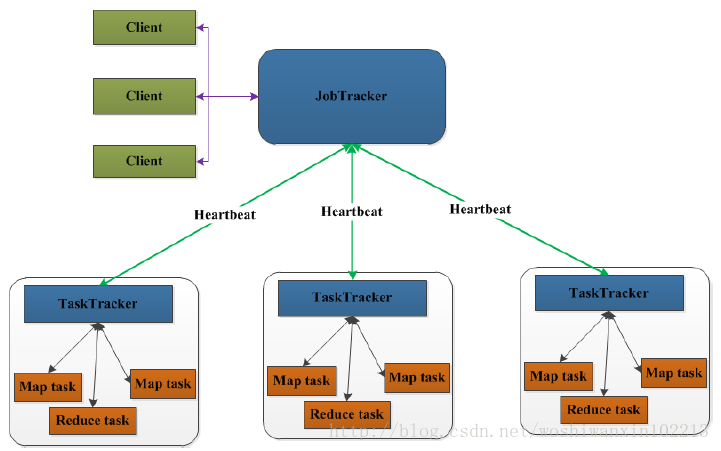 Client
Client
JobTracker
Client
Heartbeat
Heartbeat
Heartbeat
TaskTracker
TaskTracker
TaskTracker
Map task
Map task
Reduce task
Map task
Map task
Reduce task
Map task
Map task
Reduce task
http://blog.csdn.net/woshiwanxin102213